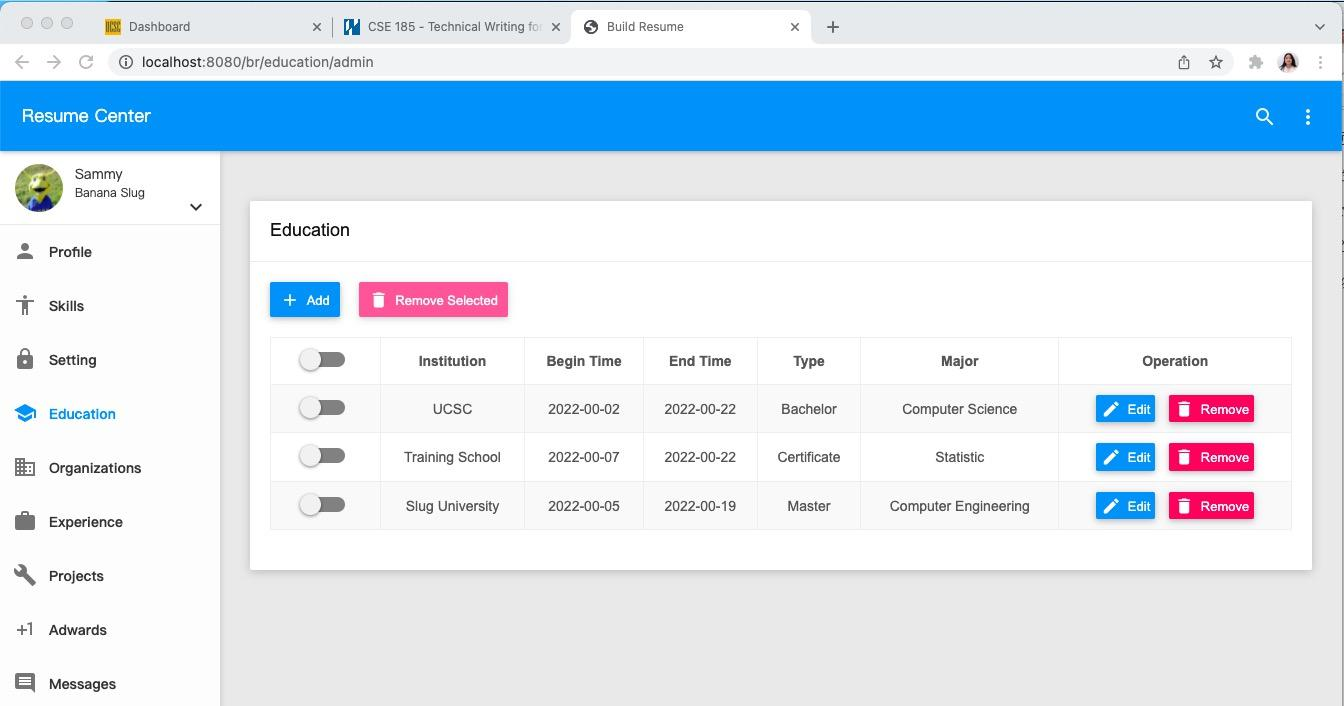 UCSC Dashboard CSE 185 - Technical Writing for Build Resume
localhost:8080/br/education/admin
Resume Center
Sammy
Banana Slug
Profile
Skills
Setting
Education
Organizations
Experience
Projects
+1 Adwards
Messages
Education
Add Remove Selected
Institution Begin Time End Time Type Major Operation
UCSC 2022-00-02 2022-00-22 Bachelor Computer Science Edit Remove
Training School 2022-00-07 2022-00-22 Certificate Statistic Edit Remove
Slug University 2022-00-05 2022-00-19 Master Computer Engineering Edit Remove